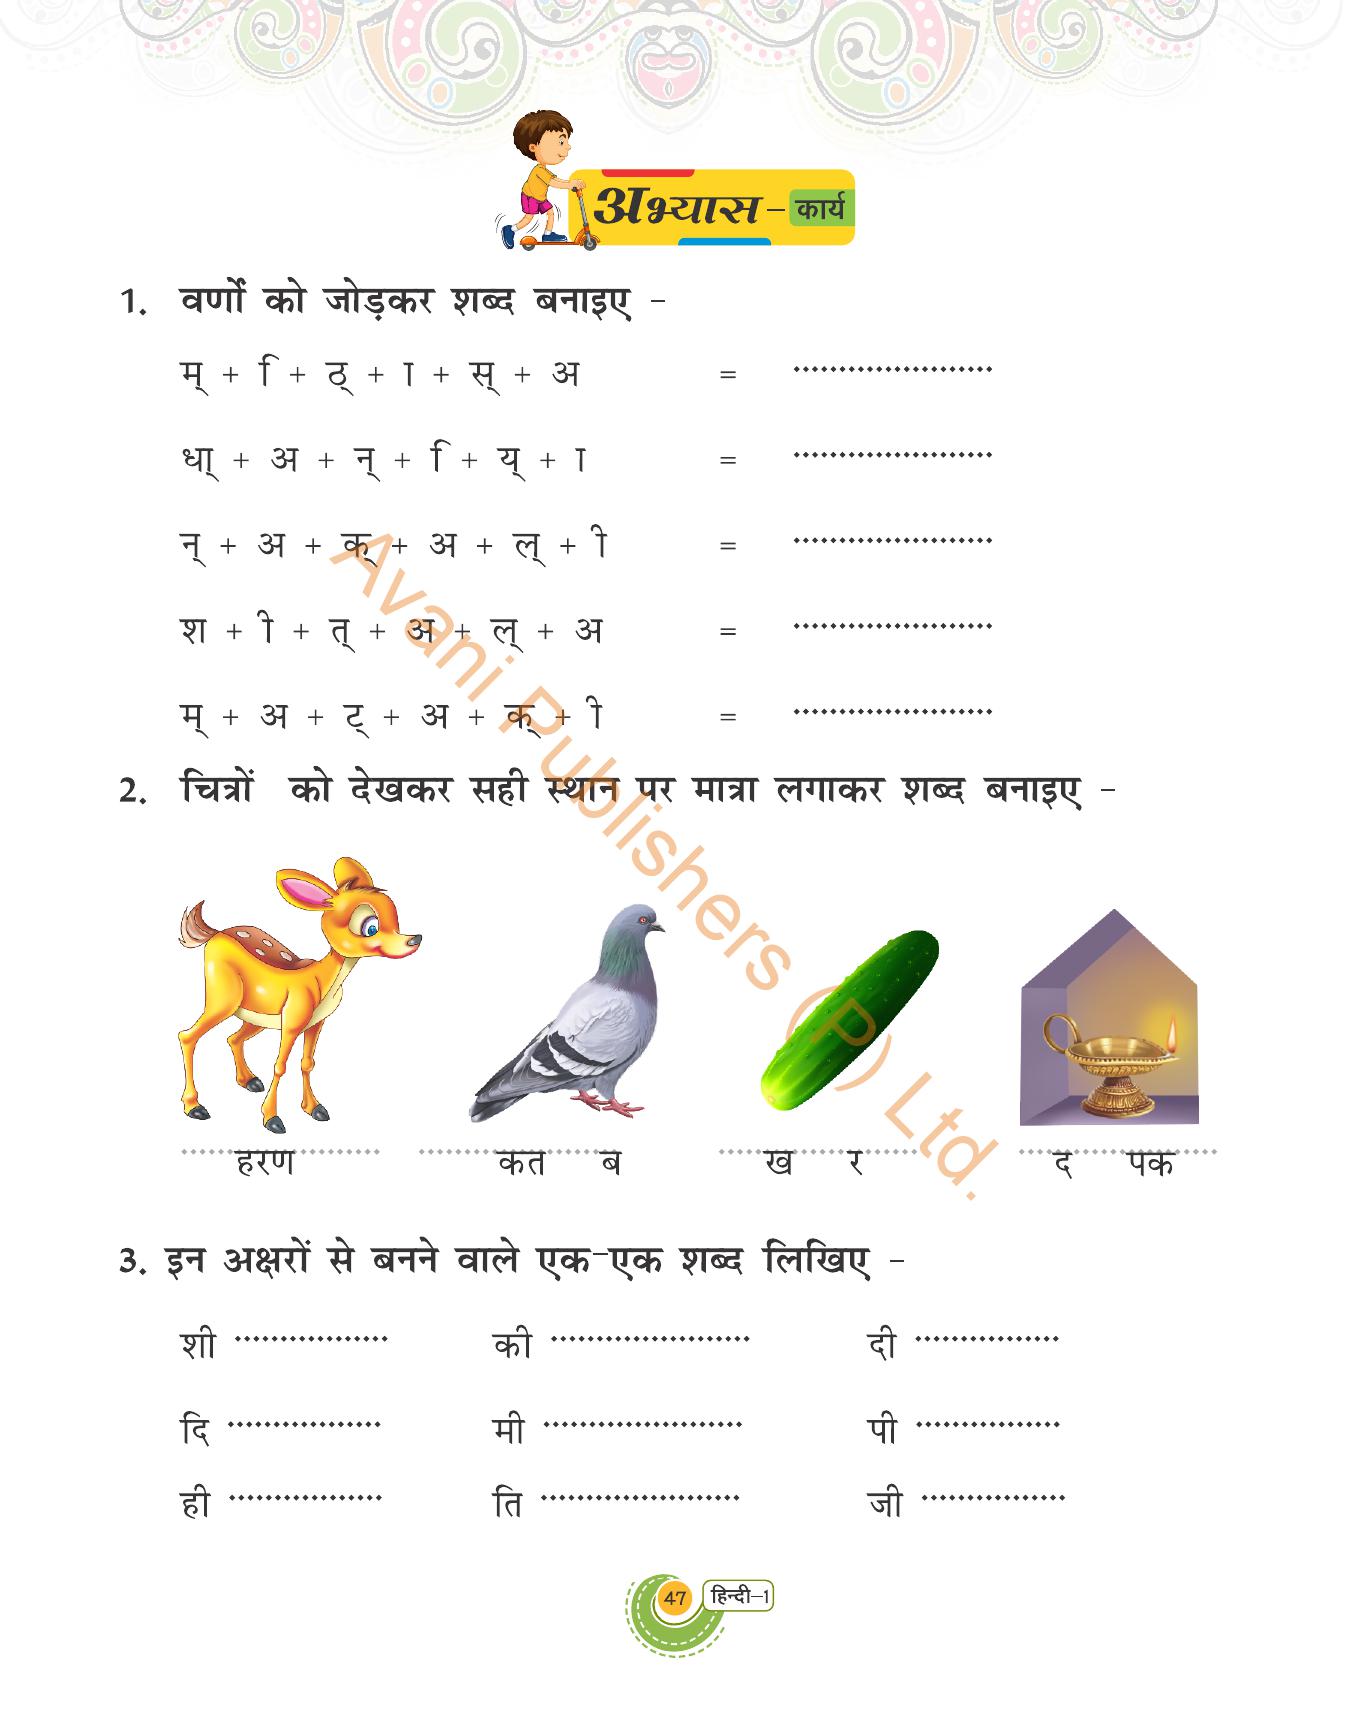 अभ्यास – कार्य
1. वर्णों को जोड़कर शब्द बनाइए -
म् + ि + ठ् + ा + स् + अ = ......................
धा् + अ + न् + ि + य् + ा = ......................
न् + अ + क् + अ + ल् + ी = ......................
श + ी + त् + अ + ल् + अ = ......................
म् + अ + ट् + अ + क् + ी = ......................
2. चित्रों को देखकर सही स्थान पर मात्रा लगाकर शब्द बनाइए -
हरण कत ब ख र द पक
3. इन अक्षरों से बनने वाले एक-एक शब्द लिखिए -
शी ................. की ...................... दी ................
दि ................. मी ...................... पी ................
ही ................. ति ...................... जी ................
47 हिन्दी-1
Avani Publishers (P) Ltd.